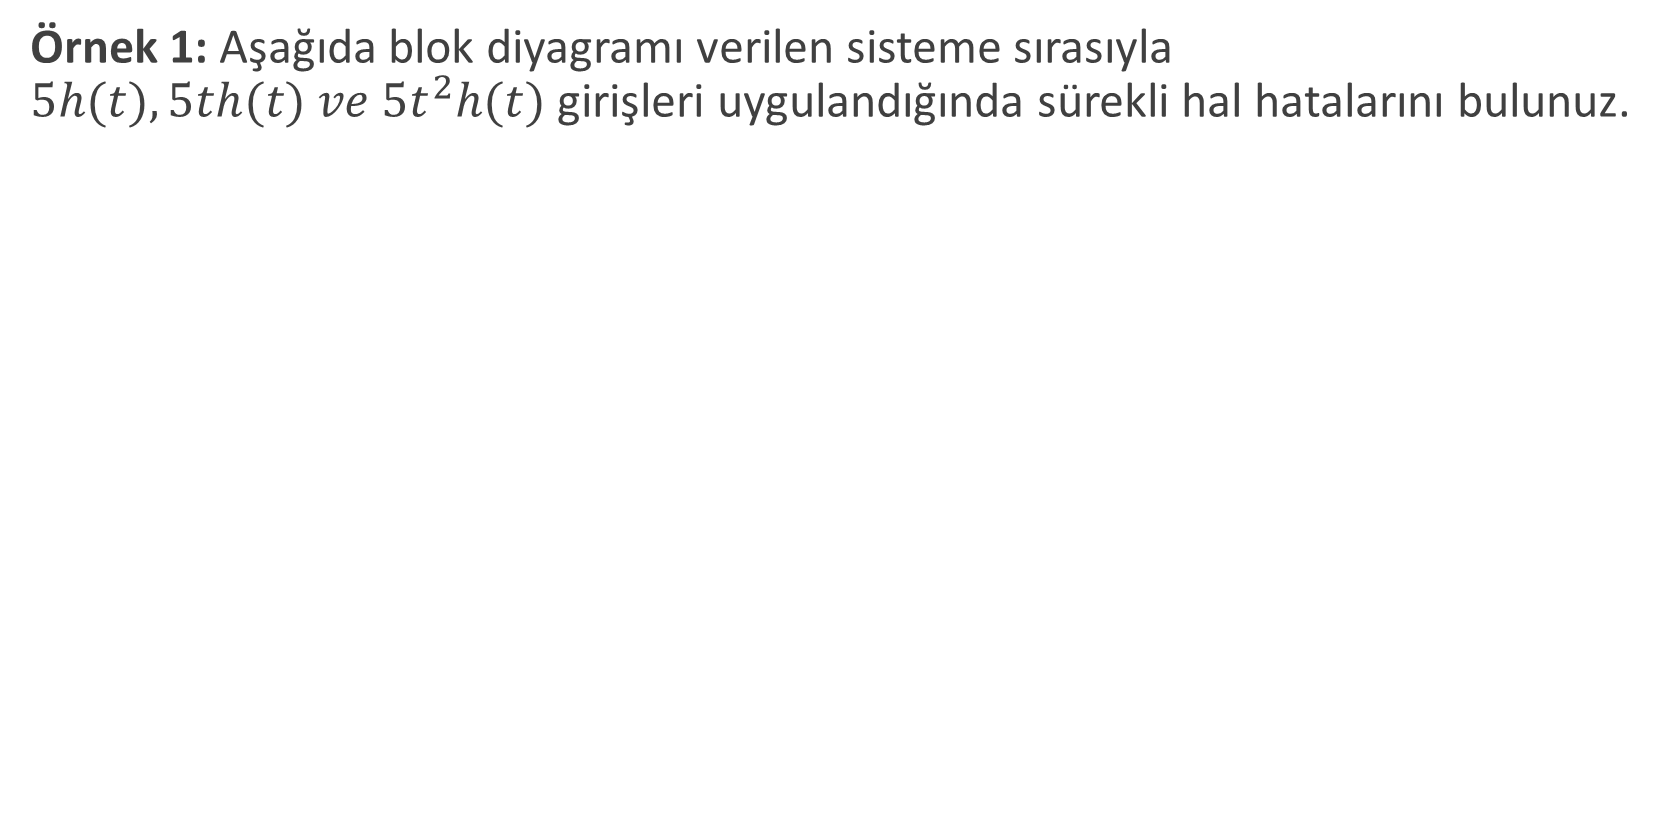 Örnek 1: Aşağıda blok diyagramı verilen sisteme sırasıyla
5h(t), 5th(t) ve 5t²h(t) girişleri uygulandığında sürekli hal hatalarını bulunuz.